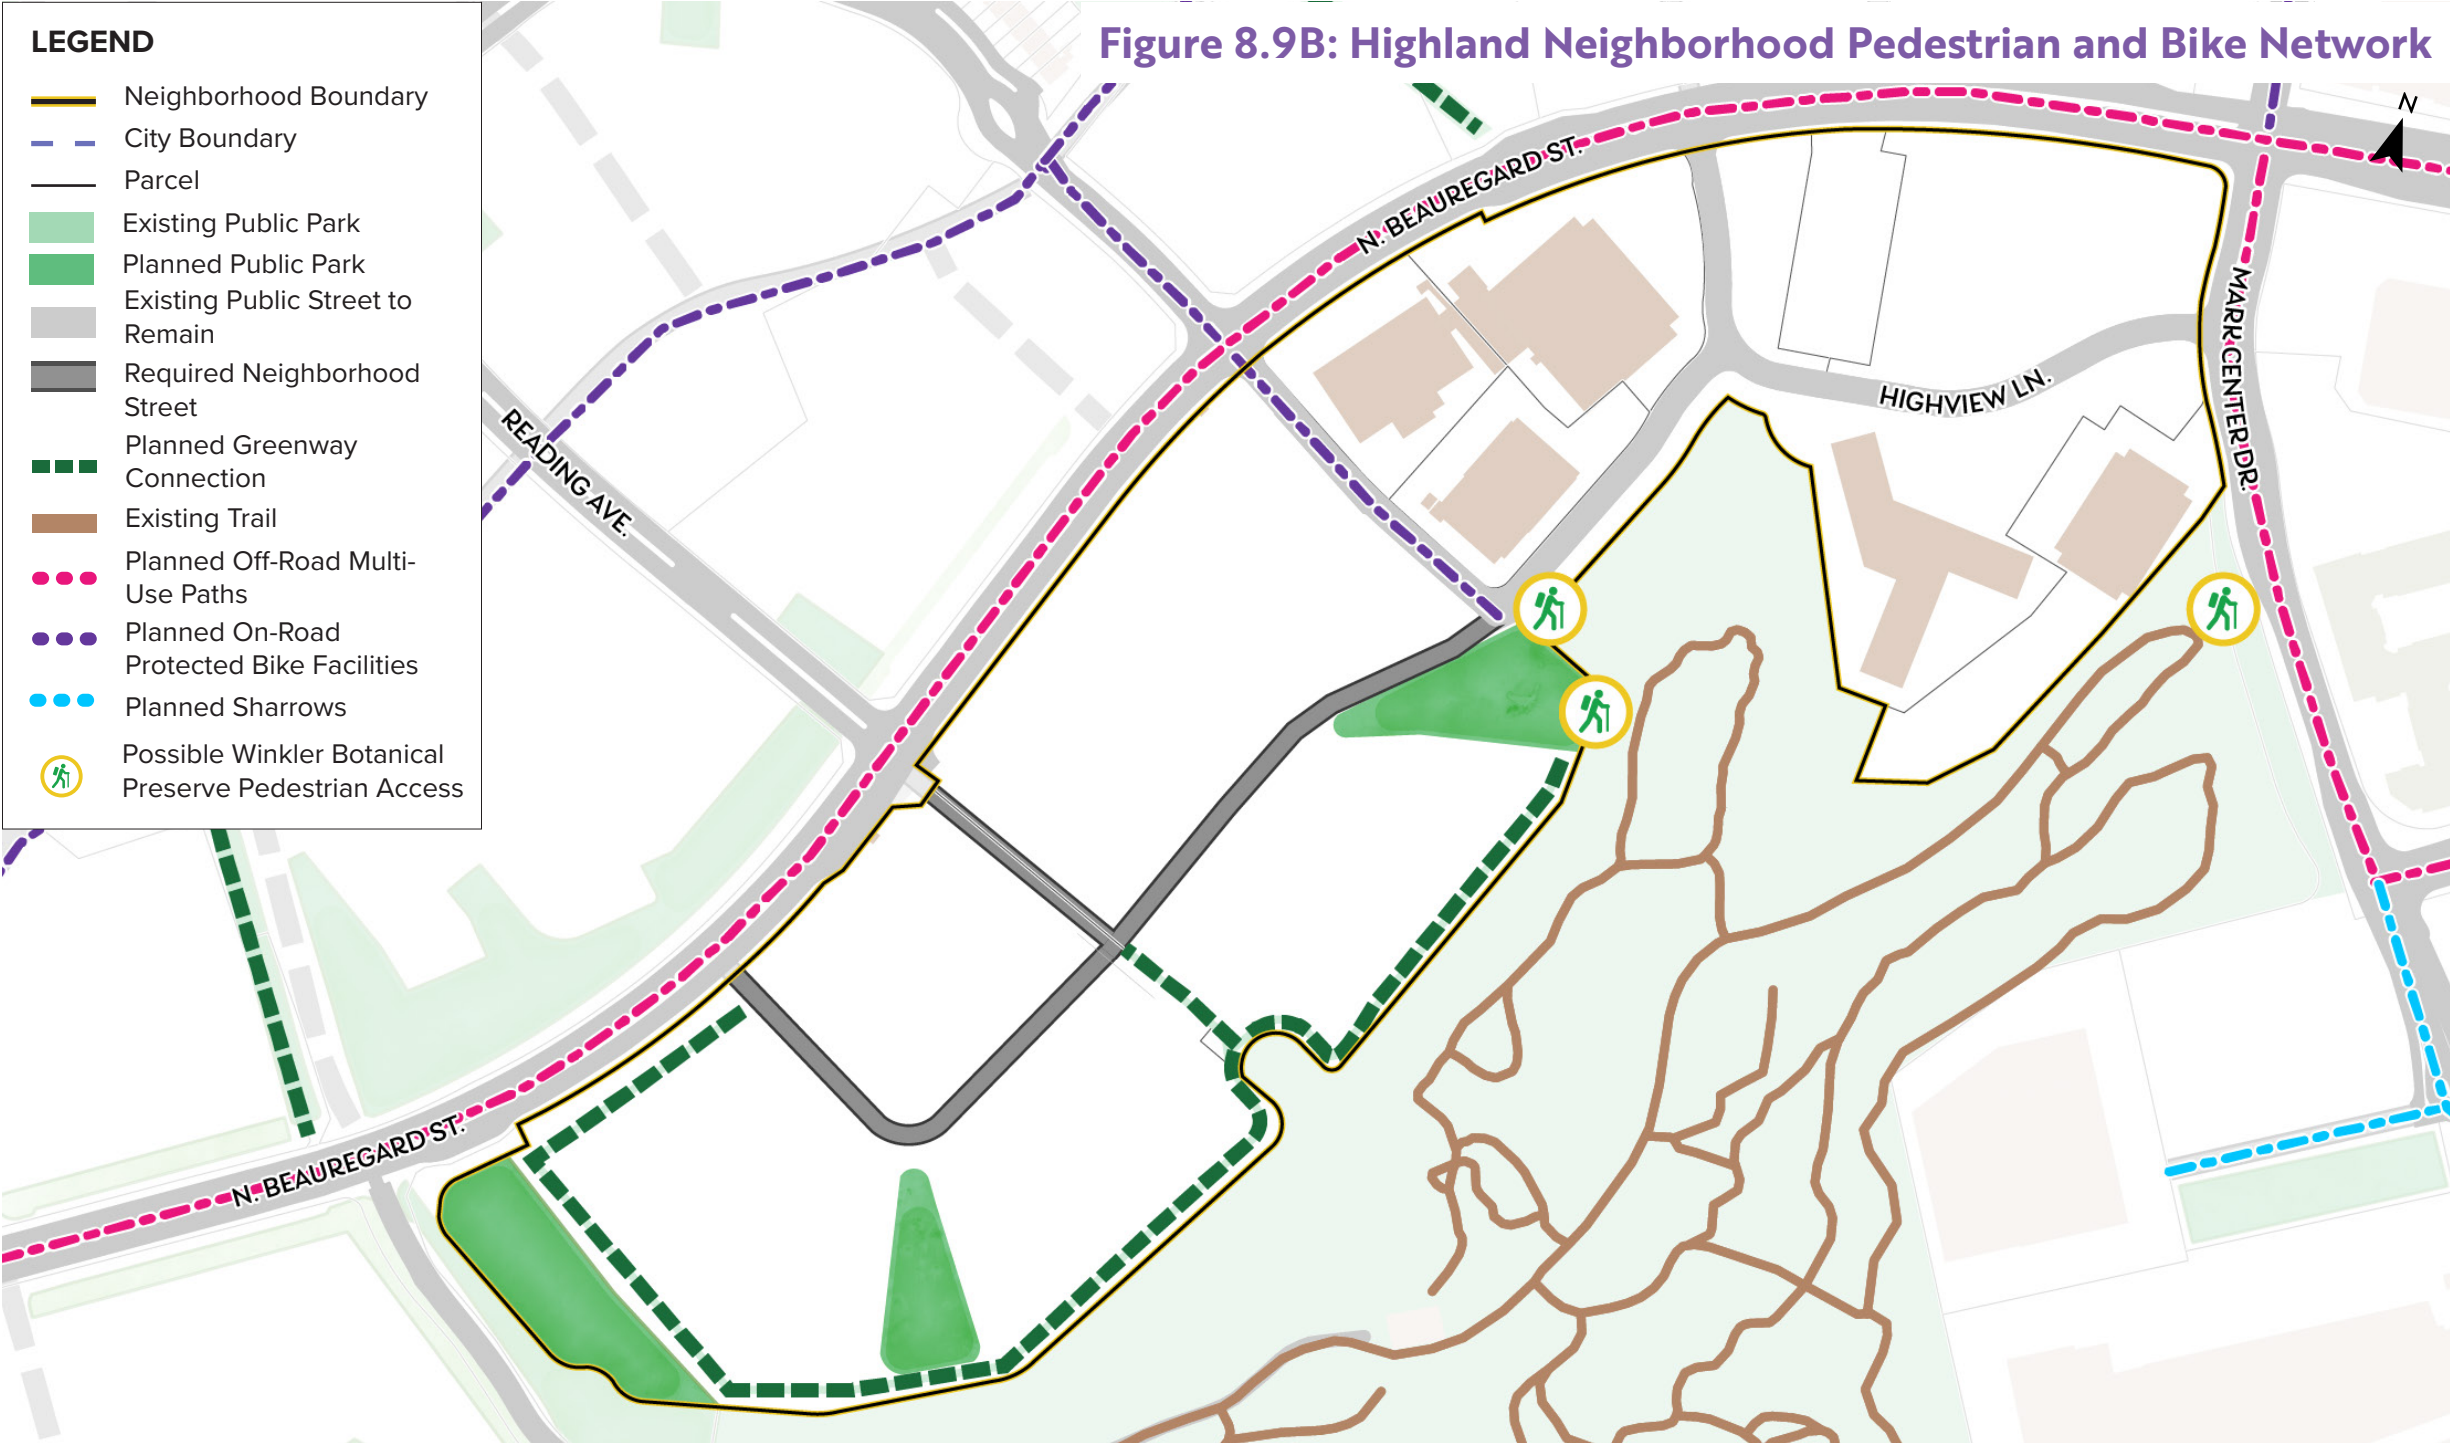 Figure 8.9B: Highland Neighborhood Pedestrian and Bike Network
LEGEND
Neighborhood Boundary
City Boundary
Parcel
Existing Public Park
Planned Public Park
Existing Public Street to
Remain
Required Neighborhood
Street
Planned Greenway
Connection
Existing Trail
Planned Off-Road Multi-
Use Paths
Planned On-Road
Protected Bike Facilities
Planned Sharrows
Possible Winkler Botanical
Preserve Pedestrian Access
N
N. BEAUREGARD ST.
MARK CENTER DR.
HIGHVIEW LN.
READING AVE.
N. BEAUREGARD ST.